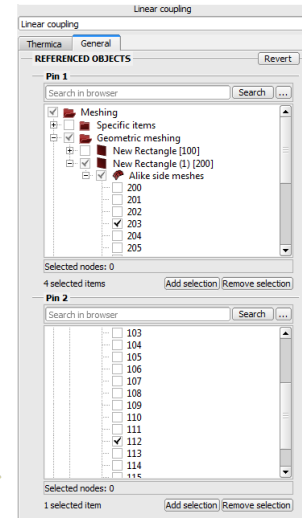 Linear coupling
Linear coupling
Thermica General
REFERENCED OBJECTS Revert
Pin 1
Search in browser Search ...
Meshing
Specific items
Geometric meshing
New Rectangle [100]
New Rectangle (1) [200]
Alike side meshes
200
201
202
203
204
205
Selected nodes: 0
4 selected items Add selection Remove selection
Pin 2
Search in browser Search ...
103
104
105
106
107
108
109
110
111
112
113
114
115
Selected nodes: 0
1 selected item Add selection Remove selection